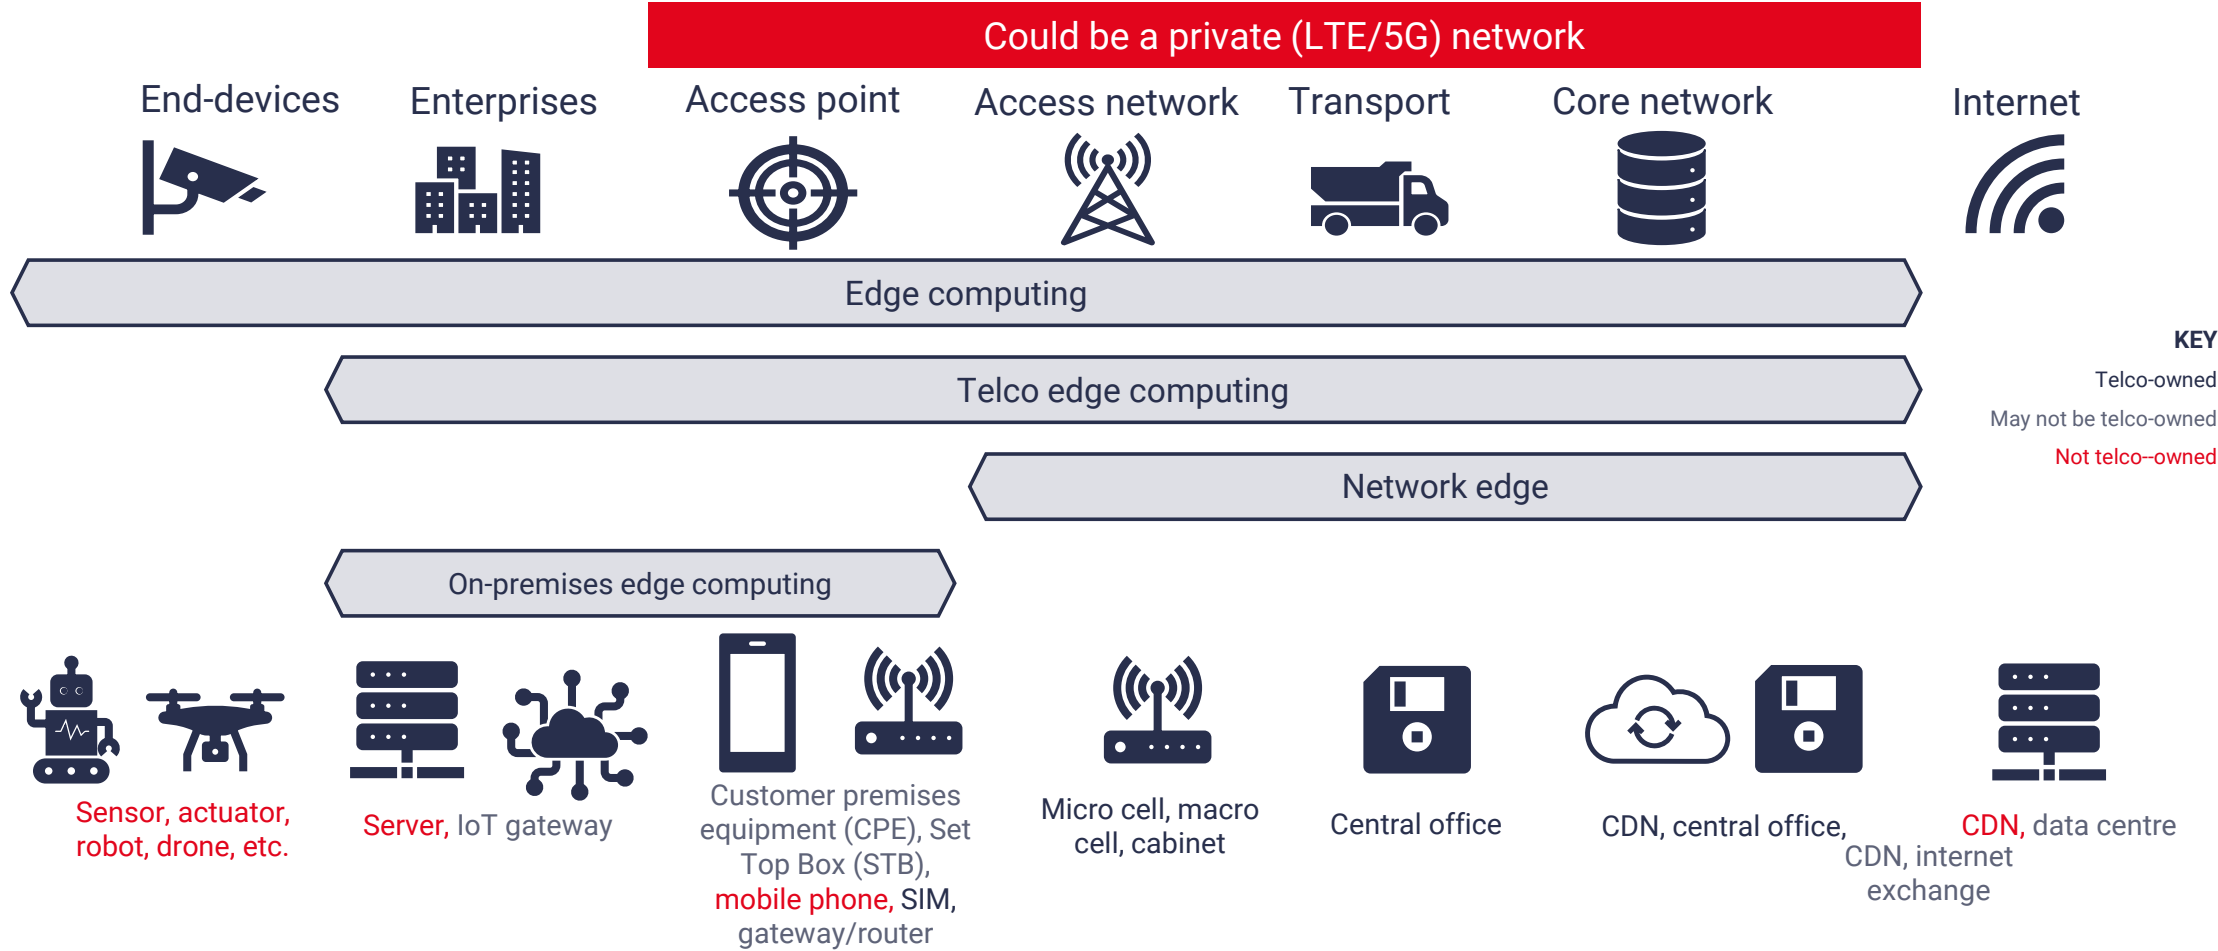 Could be a private (LTE/5G) network
End-devices
Enterprises
Access point
Access network
Transport
Core network
Internet
Edge computing
Telco edge computing
Network edge
On-premises edge computing
KEY
Telco-owned
May not be telco-owned
Not telco--owned
Sensor, actuator,
robot, drone, etc.
Server, IoT gateway
Customer premises
equipment (CPE), Set
Top Box (STB),
mobile phone, SIM,
gateway/router
Micro cell, macro
cell, cabinet
Central office
CDN, central office,
CDN, internet
exchange
CDN, data centre